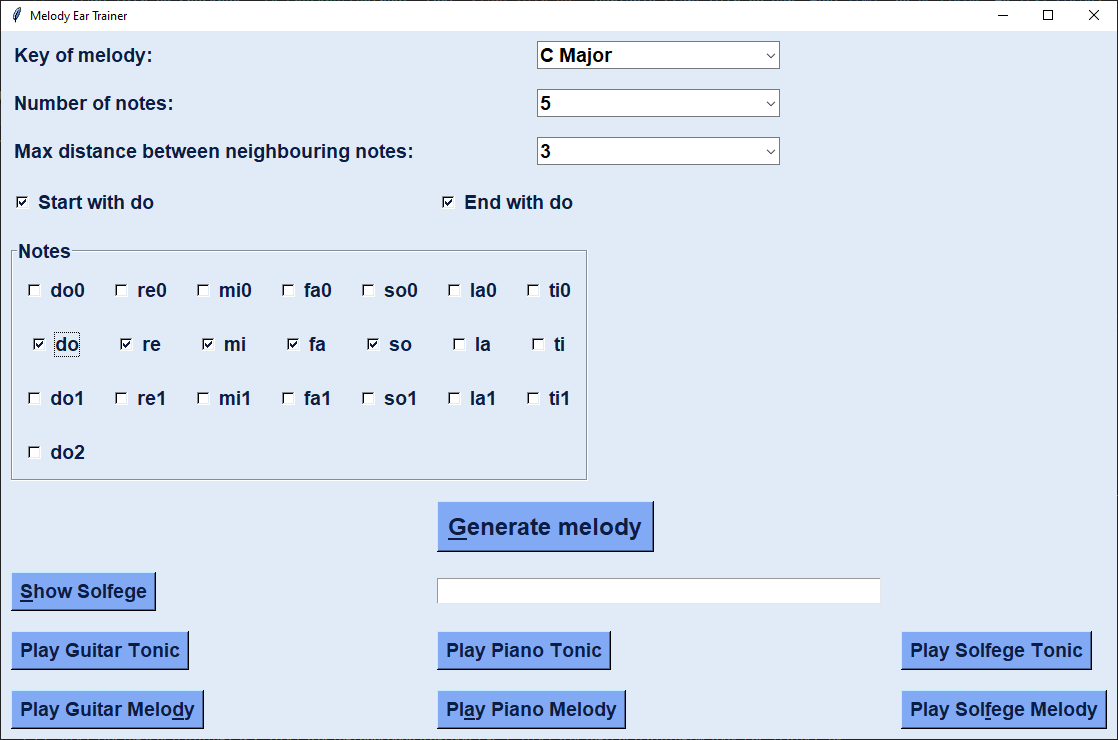 Melody Ear Trainer
Key of melody: C Major
Number of notes: 5
Max distance between neighbouring notes: 3
Start with do End with do
Notes
do0 re0 mi0 fa0 so0 la0 ti0
do re mi fa so la ti
do1 re1 mi1 fa1 so1 la1 ti1
do2
Generate melody
Show Solfege
Play Guitar Tonic Play Piano Tonic Play Solfege Tonic
Play Guitar Melody Play Piano Melody Play Solfege Melody